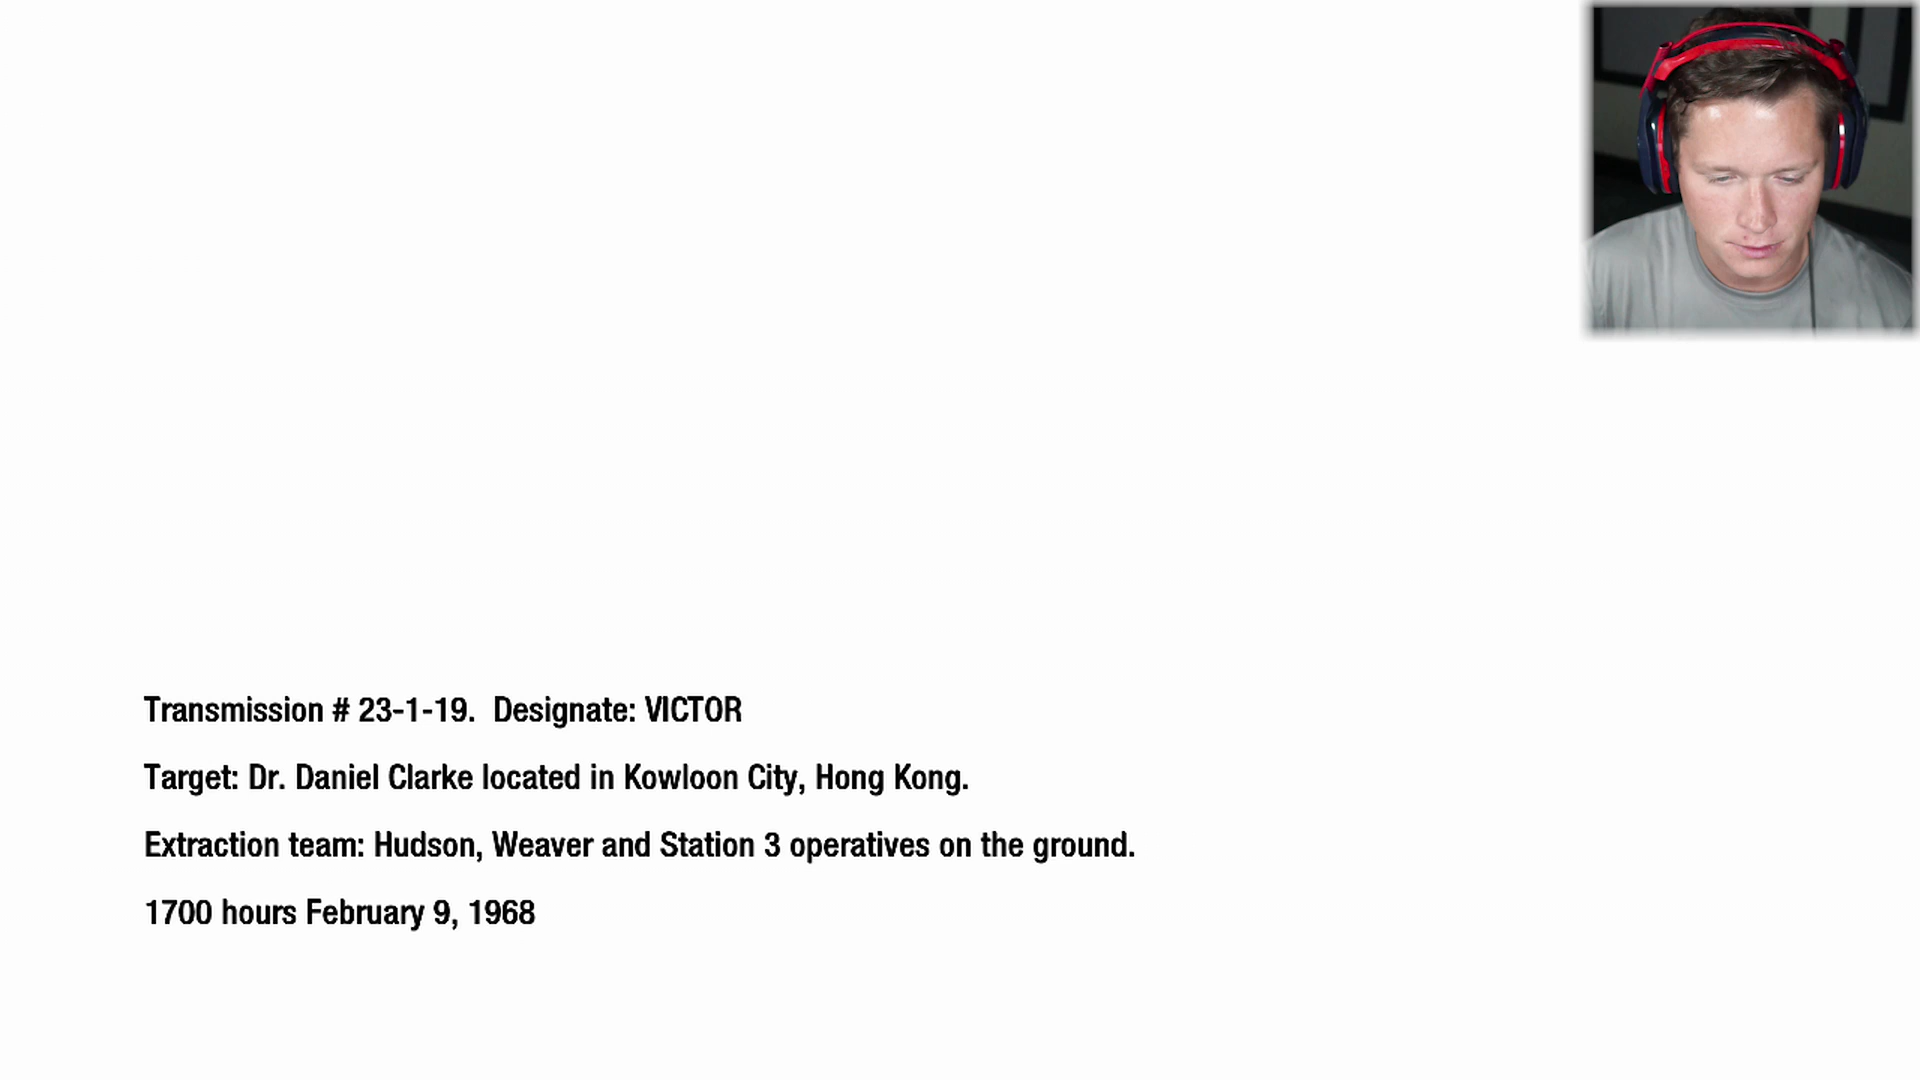 Transmission # 23-1-19.  Designate: VICTOR
Target: Dr. Daniel Clarke located in Kowloon City, Hong Kong.
Extraction team: Hudson, Weaver and Station 3 operatives on the ground.
1700 hours February 9, 1968